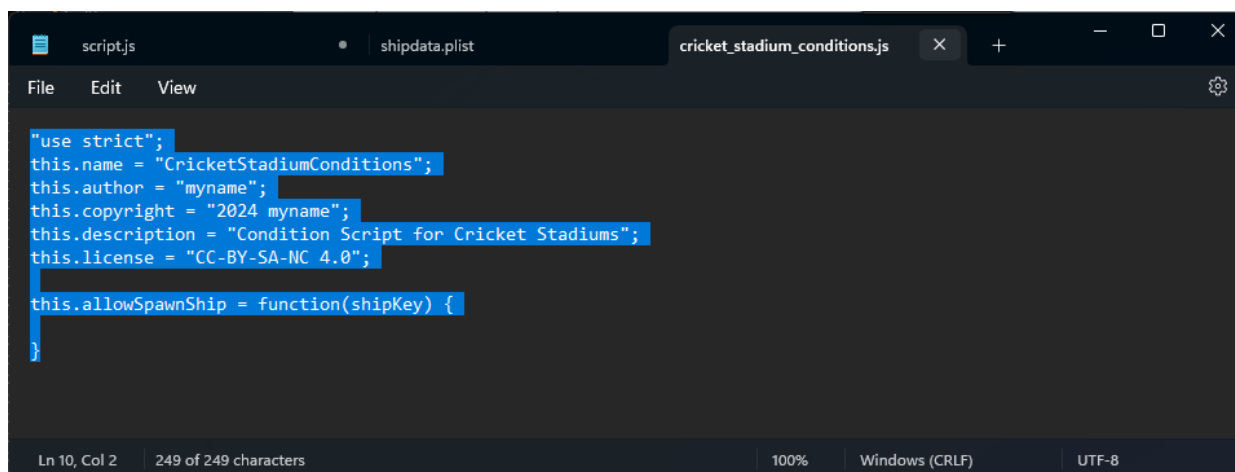 script.js
shipdata.plist
cricket_stadium_conditions.js
File Edit View
"use strict";
this.name = "CricketStadiumConditions";
this.author = "myname";
this.copyright = "2024 myname";
this.description = "Condition Script for Cricket Stadiums";
this.license = "CC-BY-SA-NC 4.0";
this.allowSpawnShip = function(shipKey) {
}
Ln 10, Col 2 249 of 249 characters 100% Windows (CRLF) UTF-8